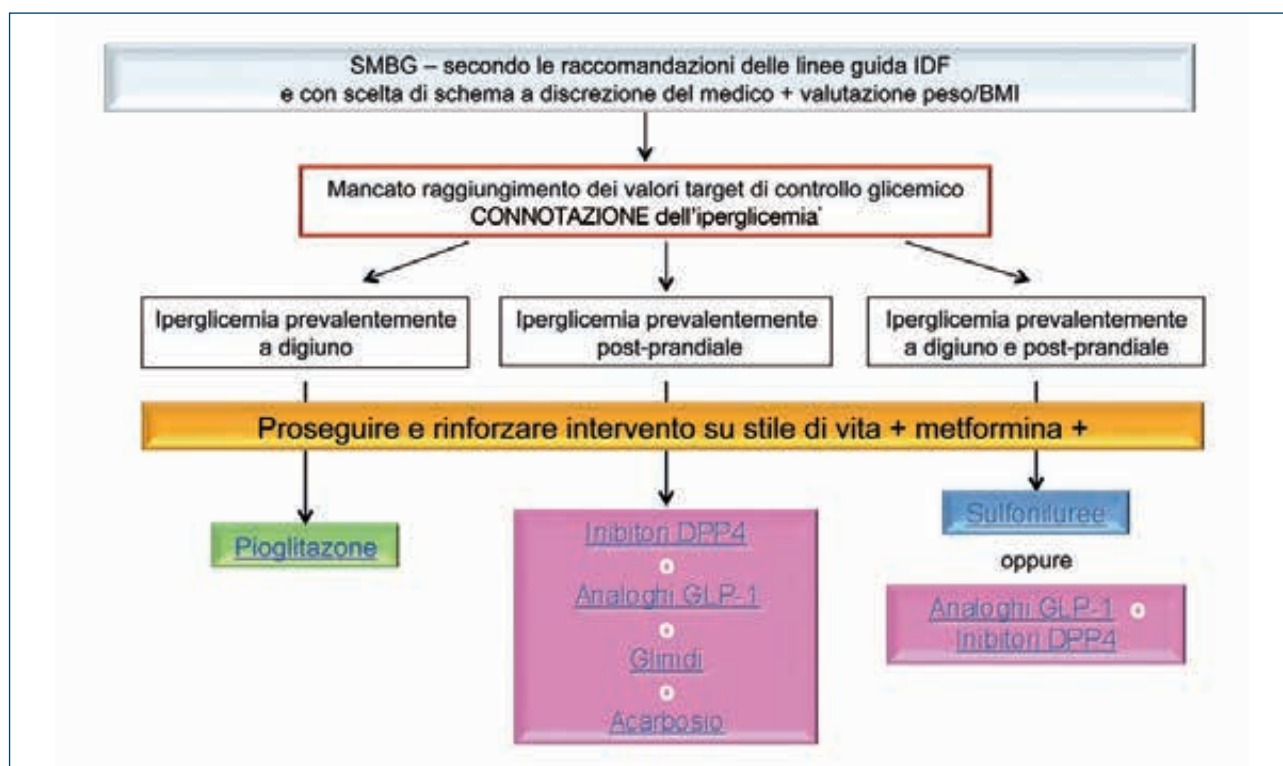 SMBG – secondo le raccomandazioni delle linee guida IDF
e con scelta di schema a discrezione del medico + valutazione peso/BMI
Mancato raggiungimento dei valori target di controllo glicemico
CONNOTAZIONE dell'iperglicemia*
Iperglicemia prevalentemente
a digiuno
Iperglicemia prevalentemente
post-prandiale
Iperglicemia prevalentemente
a digiuno e post-prandiale
Proseguire e rinforzare intervento su stile di vita + metformina +
Pioglitazone
Inibitori DPP4
o
Analoghi GLP-1
o
Glinidi
o
Acarbosio
Sulfoniluree
oppure
Analoghi GLP-1 o
Inibitori DPP4